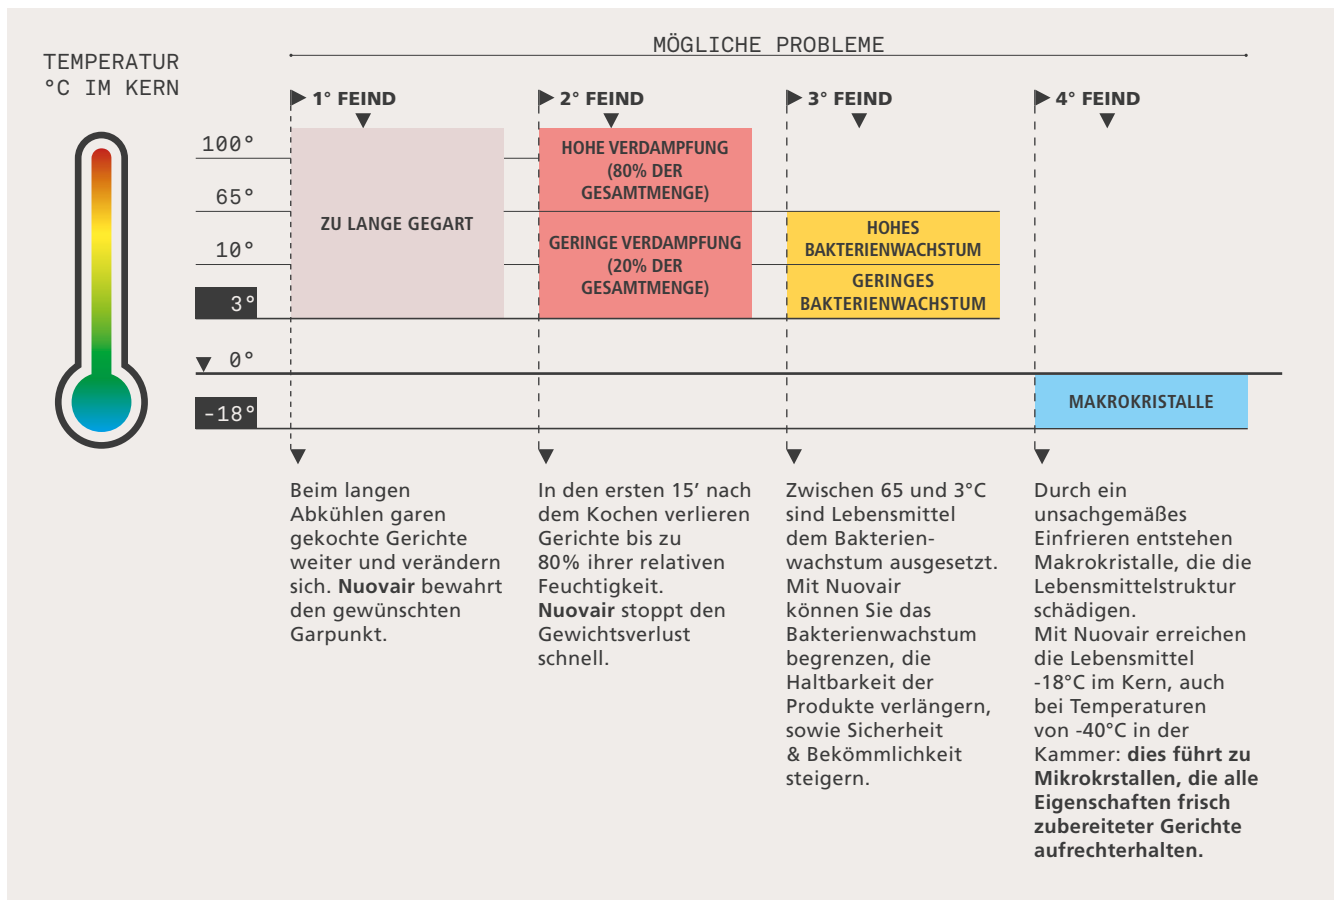 TEMPERATUR
°C IM KERN
MÖGLICHE PROBLEME
1° FEIND
2° FEIND
3° FEIND
4° FEIND
100°
65°
10°
3°
0°
-18°
ZU LANGE GEGART
HOHE VERDAMPFUNG
(80% DER
GESAMTMENGE)
GERINGE VERDAMPFUNG
(20% DER
GESAMTMENGE)
HOHES
BAKTERIENWACHSTUM
GERINGES
BAKTERIENWACHSTUM
MAKROKRISTALLE
Beim langen
Abkühlen garen
gekochte Gerichte
weiter und verändern
sich. Nuovair bewahrt
den gewünschten
Garpunkt.
In den ersten 15’ nach
dem Kochen verlieren
Gerichte bis zu
80% ihrer relativen
Feuchtigkeit.
Nuovair stoppt den
Gewichtsverlust
schnell.
Zwischen 65 und 3°C
sind Lebensmittel
dem Bakterien-
wachstum ausgesetzt.
Mit Nuovair
können Sie das
Bakterienwachstum
begrenzen, die
Haltbarkeit der
Produkte verlängern,
sowie Sicherheit
& Bekömmlichkeit
steigern.
Durch ein
unsachgemäßes
Einfrieren entstehen
Makrokristalle, die die
Lebensmittelstruktur
schädigen.
Mit Nuovair erreichen
die Lebensmittel
-18°C im Kern, auch
bei Temperaturen
von -40°C in der
Kammer: dies führt zu
Mikrokrstallen, die alle
Eigenschaften frisch
zubereiteter Gerichte
aufrechterhalten.